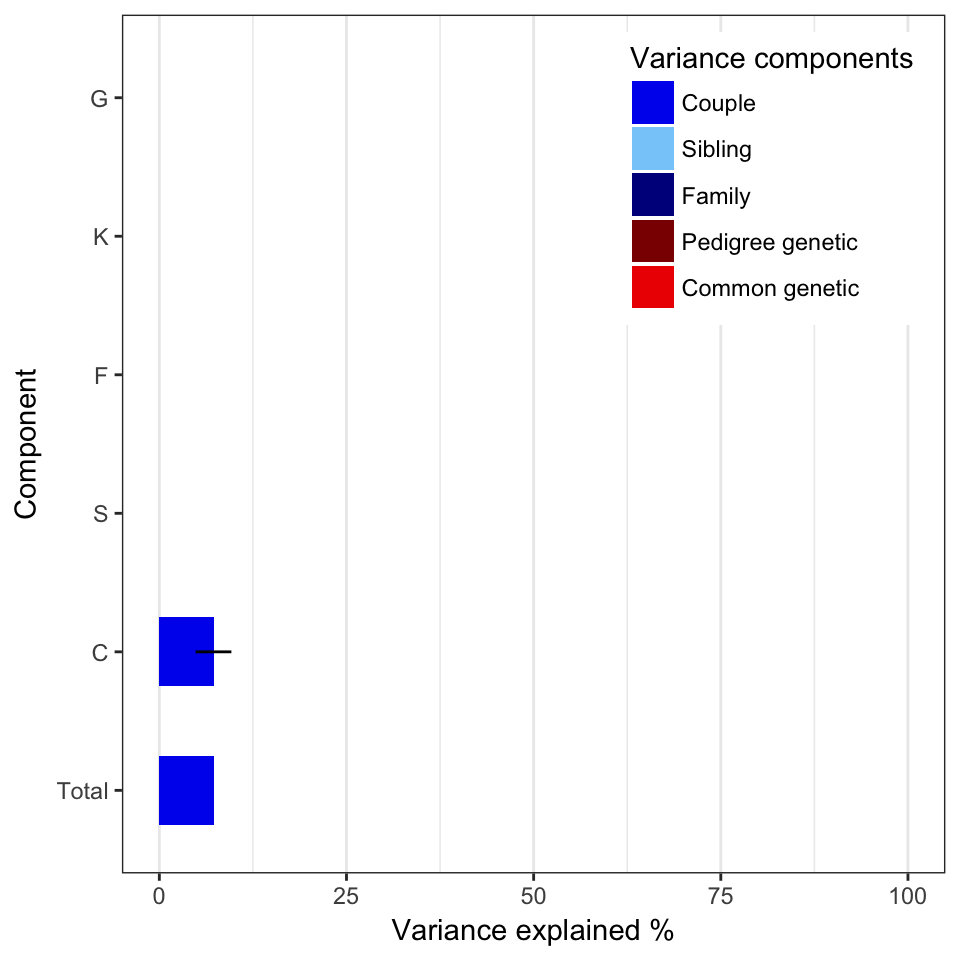 Variance components
Couple
Sibling
Family
Pedigree genetic
Common genetic
Component
G
K
F
S
C
Total
0 25 50 75 100
Variance explained %